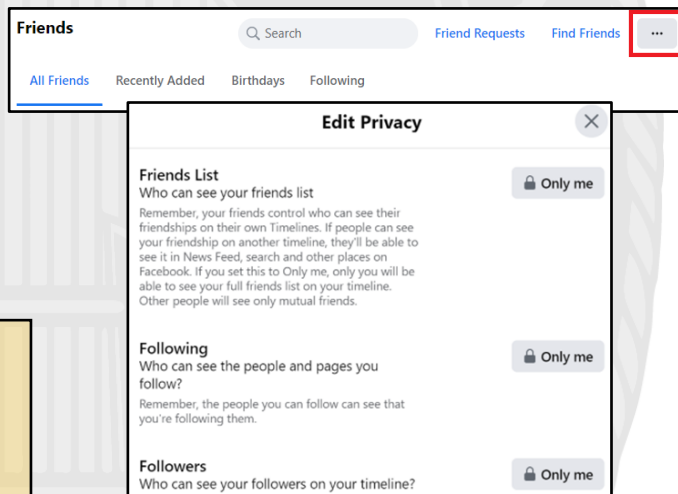 Friends
Search
Friend Requests
Find Friends
...
All Friends
Recently Added
Birthdays
Following
Edit Privacy
Friends List
Only me
Who can see your friends list
Remember, your friends control who can see their
friendships on their own Timelines. If people can see
your friendship on another timeline, they'll be able to
see it in News Feed, search and other places on
Facebook. If you set this to Only me, only you will be
able to see your full friends list on your timeline.
Other people will see only mutual friends.
Following
Only me
Who can see the people and pages you
follow?
Remember, the people you can follow can see that
you're following them.
Followers
Only me
Who can see your followers on your timeline?